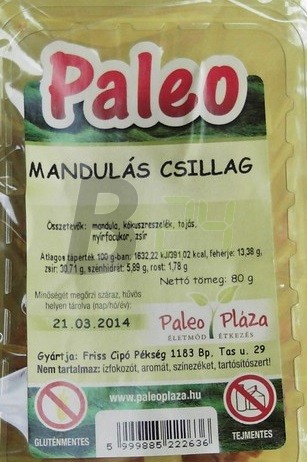 Paleo
MANDULÁS CSILLAG
Összetevők: mandula, kókuszreszelék, tojás,
nyírfacukor, zsír
Átlagos tápérték 100 g-ban: 1832,22 kJ/391,02 kcal, fehérje: 13,38 g,
zsír: 30,71 g, szénhidrát: 5,89 g, rost: 1,78 g
Nettó tömeg: 80 g
Minőségét megőrzi száraz, hűvös
helyen tárolva (nap/hó/év):
21.03.2014
Paleo Pláza
ÉLETMÓD ÉTKEZÉS
Gyártja: Friss Cipó Pékség 1183 Bp, Tas u. 29
Nem tartalmaz: ízfokozót, aromát, színezéket, tartósítószert!
www.paleoplaza.hu
GLUTÉNMENTES
TEJMENTES
5 999885 222636